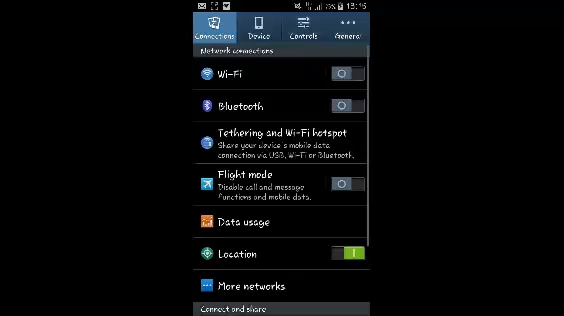 18:15
Connections
Device
Controls
General
Network connections
Wi-Fi
Bluetooth
Tethering and Wi-Fi hotspot
Share your device's mobile data
connection via USB, Wi-Fi or Bluetooth.
Flight mode
Disable call and message
functions and mobile data.
Data usage
Location
More networks
Connect and share